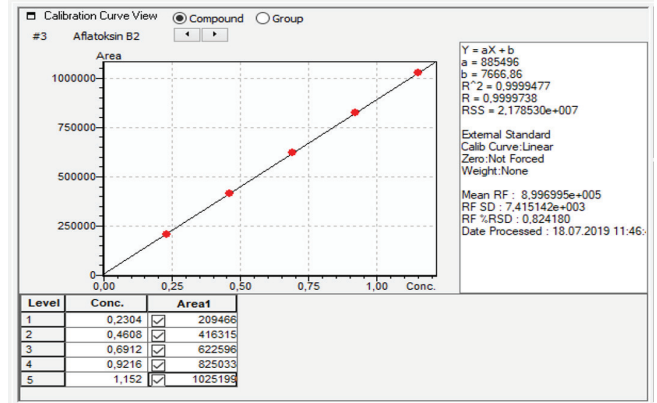 Calibration Curve View Compound Group
#3 Aflatoksin B2
Area
1000000
750000
500000
250000
0
0,00 0,25 0,50 0,75 1,00 Conc.
Y = aX + b
a = 885496
b = 7666,86
R^2 = 0,9999477
R = 0,9999738
RSS = 2,178530e+007
External Standard
Calib Curve:Linear
Zero:Not Forced
Weight:None
Mean RF : 8,996995e+005
RF SD : 7,415142e+003
RF %RSD : 0,824180
Date Processed : 18.07.2019 11:46:
Level Conc. Area1
1 0,2304 209466
2 0,4608 416315
3 0,6912 622596
4 0,9216 825033
5 1,152 1025199